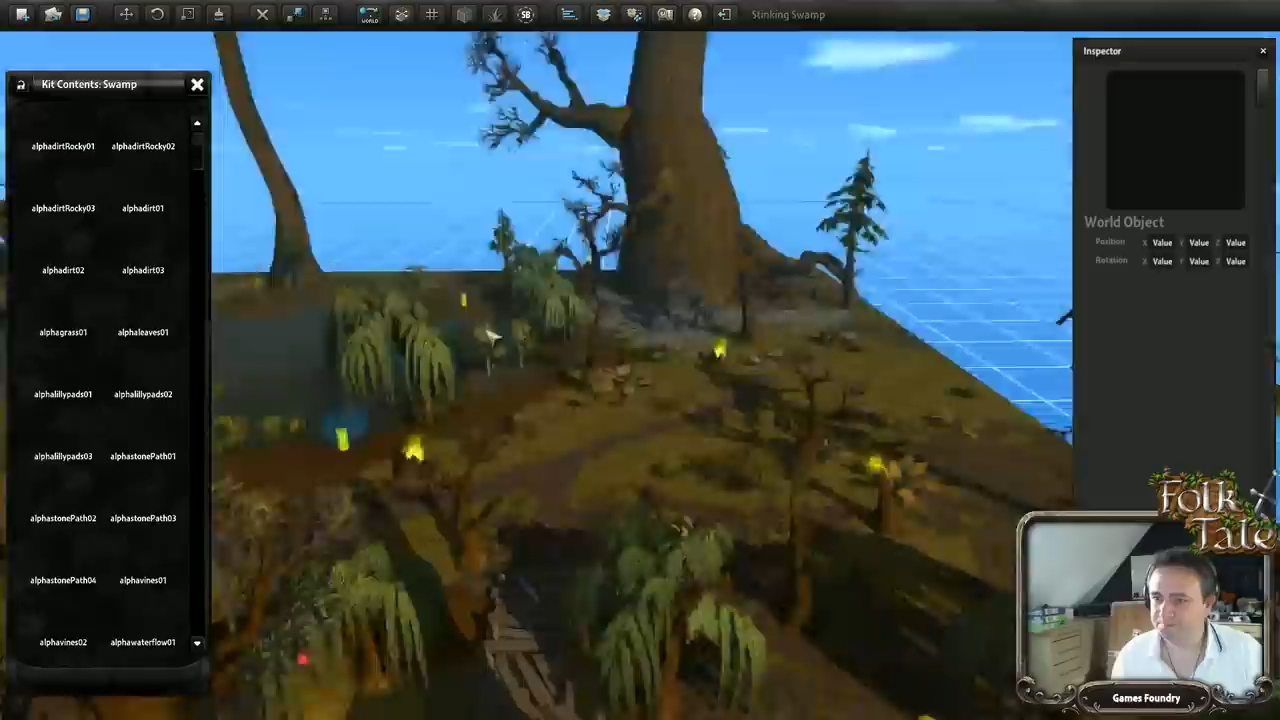 WORLD
SB
Stinking Swamp
Kit Contents: Swamp
alphadirtRocky01 alphadirtRocky02
alphadirtRocky03 alphadirt01
alphadirt02 alphadirt03
alphagrass01 alphaleaves01
alphalillypads01 alphalillypads02
alphalillypads03 alphastonePath01
alphastonePath02 alphastonePath03
alphastonePath04 alphavines01
alphavines02 alphawaterflow01
Inspector
World Object
Position X Value Y Value Z Value
Rotation X Value Y Value Z Value
Folk
Tale
Games Foundry